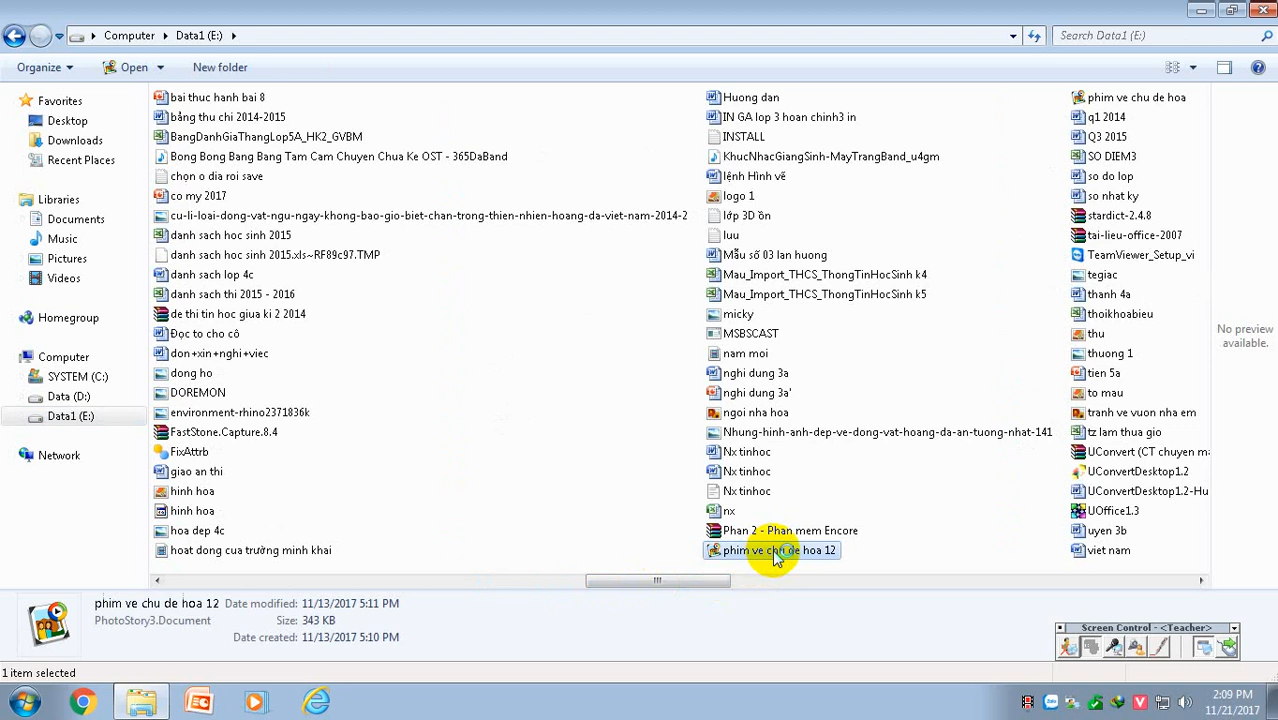 Computer
Data1 (E:)
Search Data1 (E:)
Organize
Open
New folder
Favorites
Desktop
Downloads
Recent Places
Libraries
Documents
Music
Pictures
Videos
Homegroup
Computer
SYSTEM (C:)
Data (D:)
Data1 (E:)
Network
bai thuc hanh bai 8
bảng thu chi 2014-2015
BangDanhGiaThangLop5A_HK2_GVBM
Bong Bong Bang Bang Tam Cam Chuyen Chua Ke OST - 365DaBand
chọn o dia roi save
co my 2017
cu-li-loai-dong-vat-ngu-ngay-khong-bao-gio-biet-chan-trong-thien-nhien-hoang-da-viet-nam-2014-2
danh sach hoc sinh 2015
danh sach hoc sinh 2015.xls~RF89c97.TMP
danh sach lop 4c
danh sach thi 2015 - 2016
de thi tin hoc giua ki 2 2014
Đọc to cho cô
don+xin+nghi+viec
dong ho
DOREMON
environment-rhino2371836k
FastStone.Capture.8.4
FixAttrb
giao an thi
hinh hoa
hinh hoa
hoa dep 4c
hoat dong cua trường minh khai
Huong dan
IN GA lop 3 hoan chinh3 in
INSTALL
KhucNhacGiangSinh-MayTrangBand_u4gm
lệnh Hình vẽ
logo 1
lớp 3D ồn
luu
Mẫu số 03 lan huong
Mau_Import_THCS_ThongTinHocSinh k4
Mau_Import_THCS_ThongTinHocSinh k5
micky
MSBSCAST
nam moi
nghi dung 3a
nghi dung 3a'
ngoi nha hoa
Nhung-hinh-anh-dep-ve-dong-vat-hoang-da-an-tuong-nhat-141
Nx tinhoc
Nx tinhoc
Nx tinhoc
nx
Phan 2 - Phan mem Encore
phim ve chu de hoa 12
phim ve chu de hoa
q1 2014
Q3 2015
SO DIEM3
so do lop
so nhat ky
stardict-2.4.8
tai-lieu-office-2007
TeamViewer_Setup_vi
tegiac
thanh 4a
thoikhoabieu
thu
thuong 1
tien 5a
to mau
tranh ve vuon nha em
tz lam thua gio
UConvert (CT chuyen ma
UConvertDesktop1.2
UConvertDesktop1.2-Hu
UOffice1.3
uyen 3b
viet nam
No preview
available.
phim ve chu de hoa 12
Date modified: 11/13/2017 5:11 PM
PhotoStory3.Document
Size: 343 KB
Date created: 11/13/2017 5:10 PM
Screen Control - <Teacher>
1 item selected
2:09 PM
11/21/2017